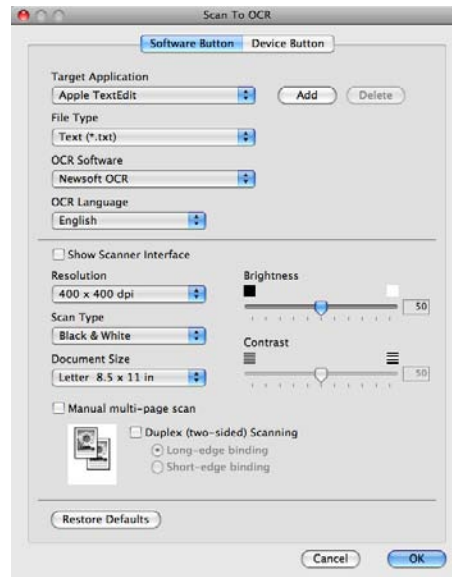 Scan To OCR
Software Button Device Button
Target Application
Apple TextEdit Add Delete
File Type
Text (*.txt)
OCR Software
Newsoft OCR
OCR Language
English
Show Scanner Interface
Resolution Brightness
400 x 400 dpi 50
Scan Type
Black & White
Contrast
Document Size
Letter 8.5 x 11 in 50
Manual multi-page scan
Duplex (two-sided) Scanning
Long-edge binding
Short-edge binding
Restore Defaults
Cancel OK